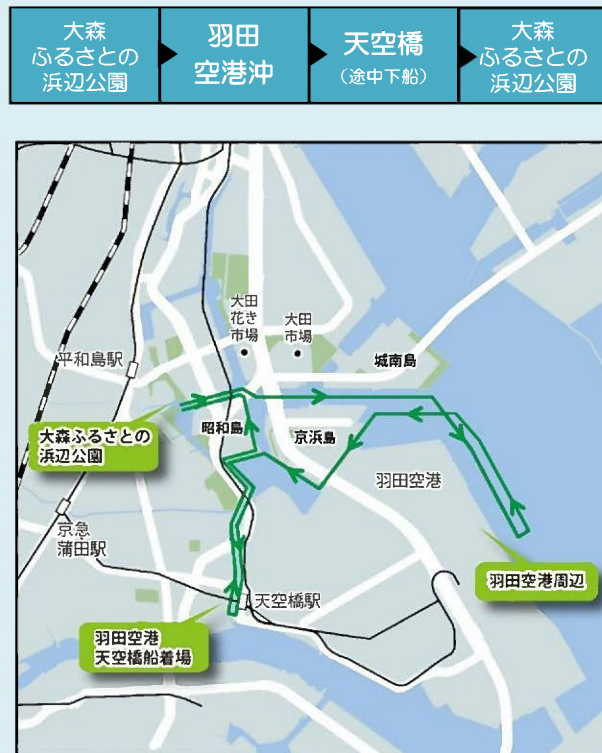 大森
ふるさとの
浜辺公園
羽田
空港沖
天空橋
（途中下船）
大森
ふるさとの
浜辺公園
大田
花き
市場
大田
市場
城南島
平和島駅
昭和島
京浜島
大森ふるさとの
浜辺公園
羽田空港
京急
蒲田駅
羽田空港周辺
天空橋駅
羽田空港
天空橋船着場